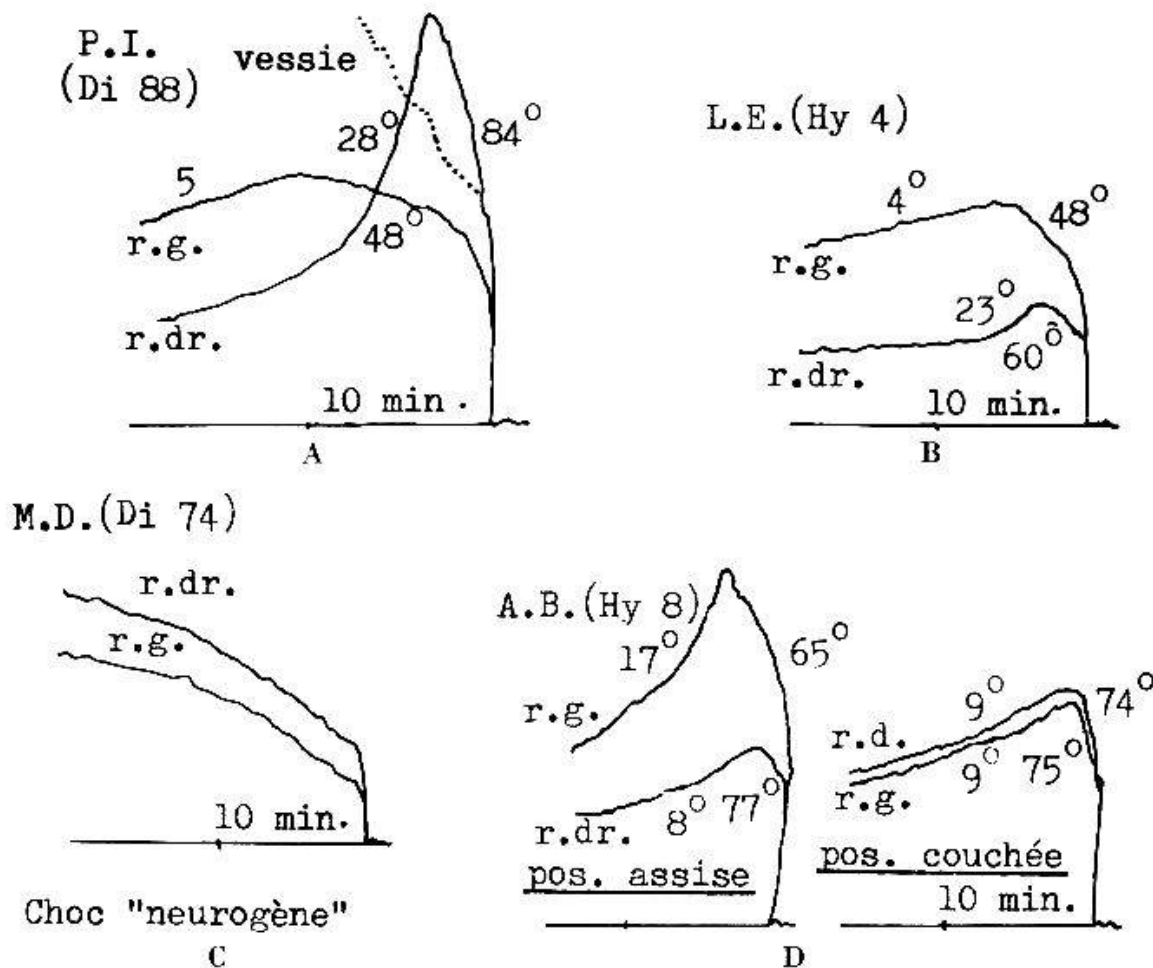 P.I.
(Di 88)
vessie
28°
84°
5
48°
r.g.
r.dr.
10 min.
A
L.E.(Hy 4)
4°
48°
r.g.
23°
60°
r.dr.
10 min.
B
M.D.(Di 74)
r.dr.
r.g.
10 min.
Choc "neurogène"
C
A.B.(Hy 8)
17°
65°
r.g.
8° 77°
r.dr.
pos. assise
9°
74°
r.d.
9° 75°
r.g.
pos. couchée
10 min.
D